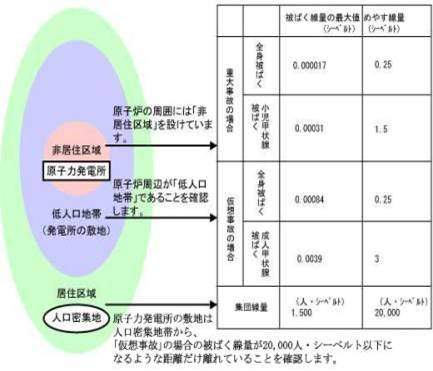 被ばく線量の最大値
(シーベルト)
めやす線量
(シーベルト)
重大事故の場合
全身被ばく
0.000017
0.25
小児甲状腺被ばく
0.00031
1.5
仮想事故の場合
全身被ばく
0.00084
0.25
成人甲状腺被ばく
0.0039
3
集団線量
(人・シーベルト)
1.500
(人・シーベルト)
20,000
原子炉の周囲には「非
居住区域」を設けていま
す。
非居住区域
原子力発電所
原子炉周辺が「低人口
地帯」であることを確認
します。
低人口地帯
(発電所の敷地)
居住区域
人口密集地
原子力発電所の敷地は
人口密集地帯から、
「仮想事故」の場合の被ばく線量が20,000人・シーベルト以下に
なるような距離だけ離れていることを確認します。